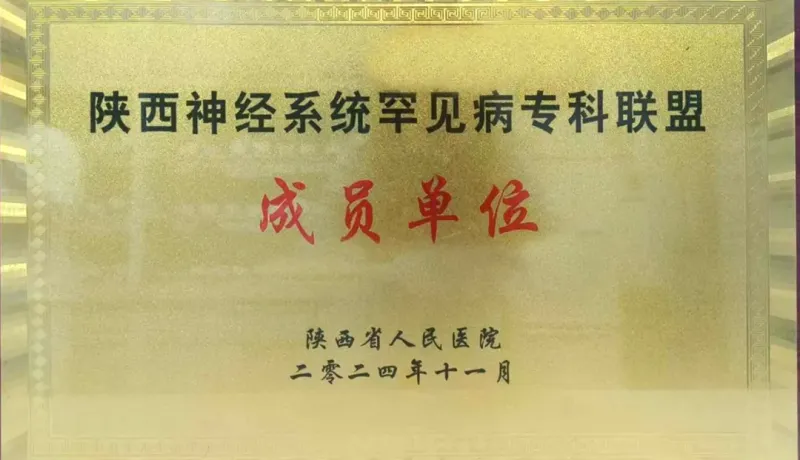 陕西神经系统罕见病专科联盟
成员单位
陕西省人民医院
二零二四年十一月